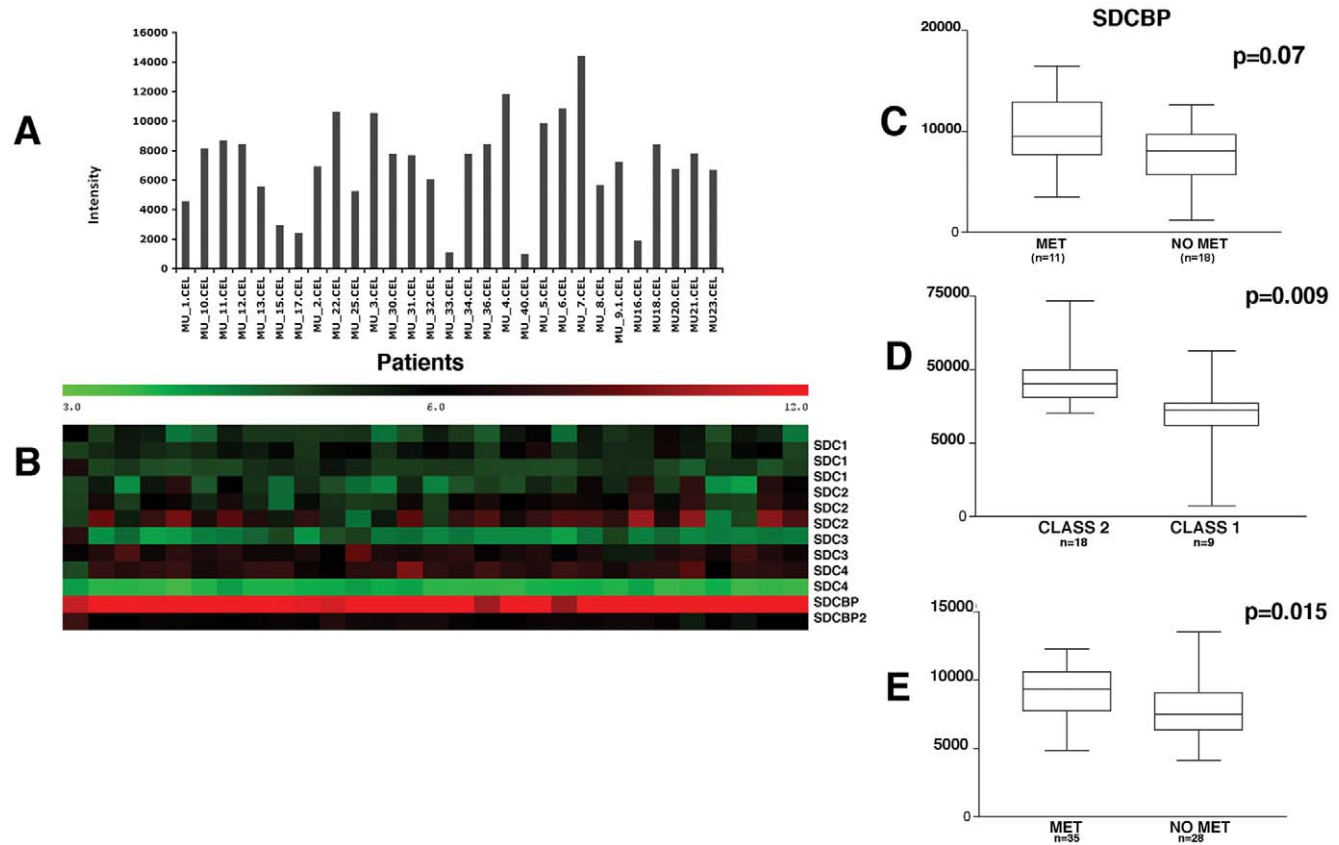 A
16000
14000
12000
10000
8000
6000
4000
2000
0
Intensity
MU_1.CEL
MU_10.CEL
MU_11.CEL
MU_12.CEL
MU_13.CEL
MU_15.CEL
MU_17.CEL
MU_2.CEL
MU_22.CEL
MU_25.CEL
MU_3.CEL
MU_30.CEL
MU_31.CEL
MU_32.CEL
MU_33.CEL
MU_34.CEL
MU_36.CEL
MU_4.CEL
MU_40.CEL
MU_5.CEL
MU_6.CEL
MU_7.CEL
MU_8.CEL
MU_9.1.CEL
MU16.CEL
MU18.CEL
MU20.CEL
MU21.CEL
MU23.CEL
Patients
3.0 6.0 12.0
B
SDC1
SDC1
SDC1
SDC2
SDC2
SDC2
SDC3
SDC3
SDC4
SDC4
SDCBP
SDCBP2
SDCBP
C
p=0.07
20000
10000
0
MET NO MET
(n=11) (n=18)
D
p=0.009
75000
50000
5000
0
CLASS 2 CLASS 1
n=18 n=9
E
p=0.015
15000
10000
5000
0
MET NO MET
n=35 n=28